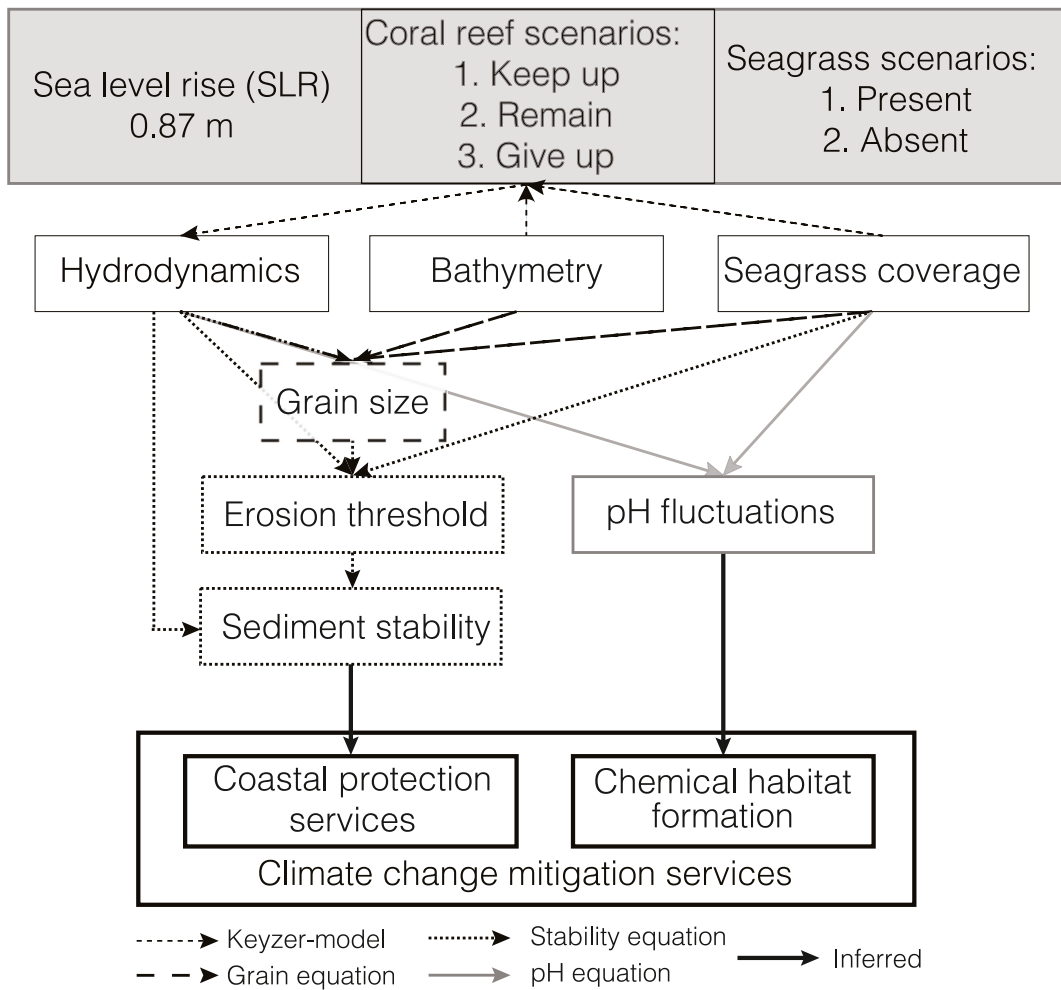 Sea level rise (SLR)
0.87 m
Coral reef scenarios:
1. Keep up
2. Remain
3. Give up
Seagrass scenarios:
1. Present
2. Absent
Hydrodynamics
Bathymetry
Seagrass coverage
Grain size
Erosion threshold
pH fluctuations
Sediment stability
Coastal protection
services
Chemical habitat
formation
Climate change mitigation services
Keyzer-model
Stability equation
Inferred
Grain equation
pH equation